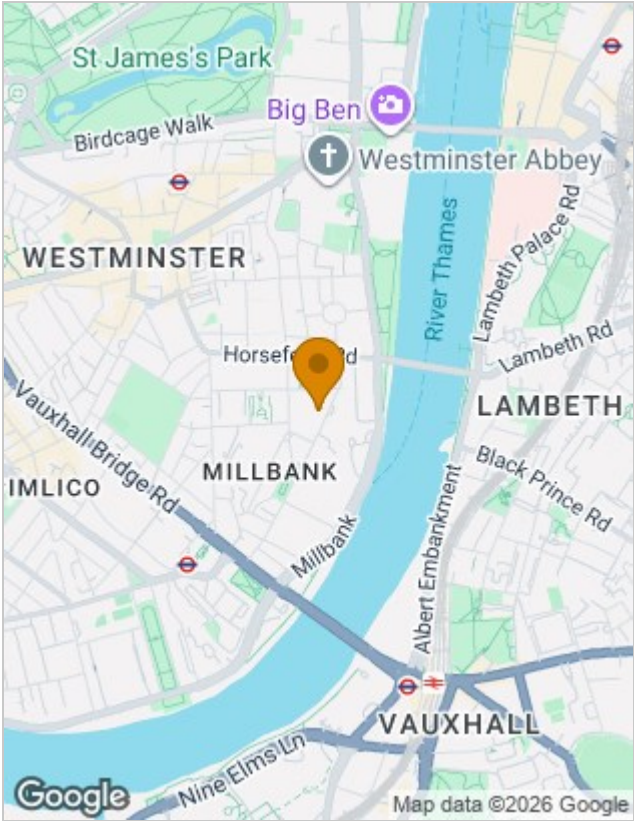 St James's Park
Big Ben
Birdcage Walk
Westminster Abbey
WESTMINSTER
River Thames
Lambeth Palace Rd
Horsef Rd
Lambeth Rd
Vauxhall Bridge Rd
LAMBETH
MILLBANK
IMLICO
Black Prince Rd
Millbank
Albert Embankment
VAUXHALL
Nine Elms Ln
Google
Map data ©2026 Google